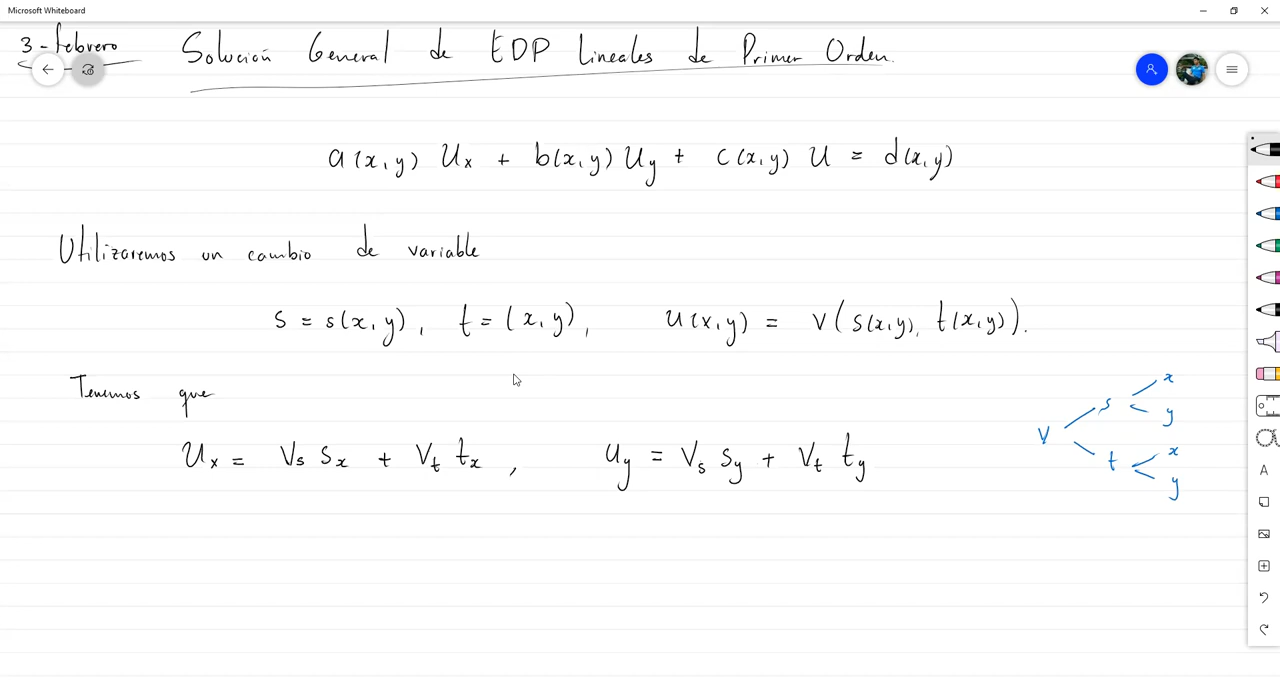 Microsoft Whiteboard
3-febrero Solución General de EDP Lineales de Primer Orden.
a(x,y) Ux + b(x,y) Uy + c(x,y) U = d(x,y)
Utilizaremos un cambio de variable
s = s(x,y), t = (x,y), u(x,y) = v(s(x,y), t(x,y)).
Tenemos que
Ux = Vs Sx + Vt tx, uy = Vs Sy + Vt ty
V
s
x
y
t
x
y
A